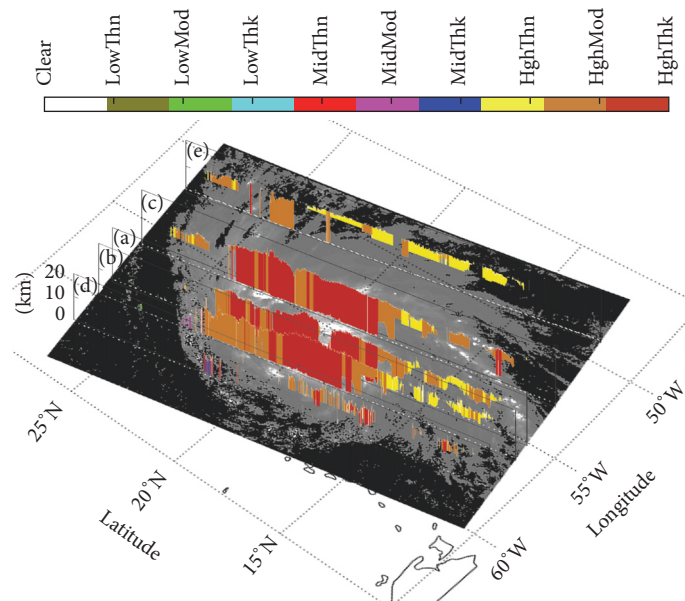 Clear
LowThn
LowMod
LowThk
MidThn
MidMod
MidThk
HghThn
HghMod
HghThk
(e)
(c)
(a)
(b)
(d)
20
10
0
(km)
25°N
20°N
15°N
Latitude
50°W
55°W
60°W
Longitude